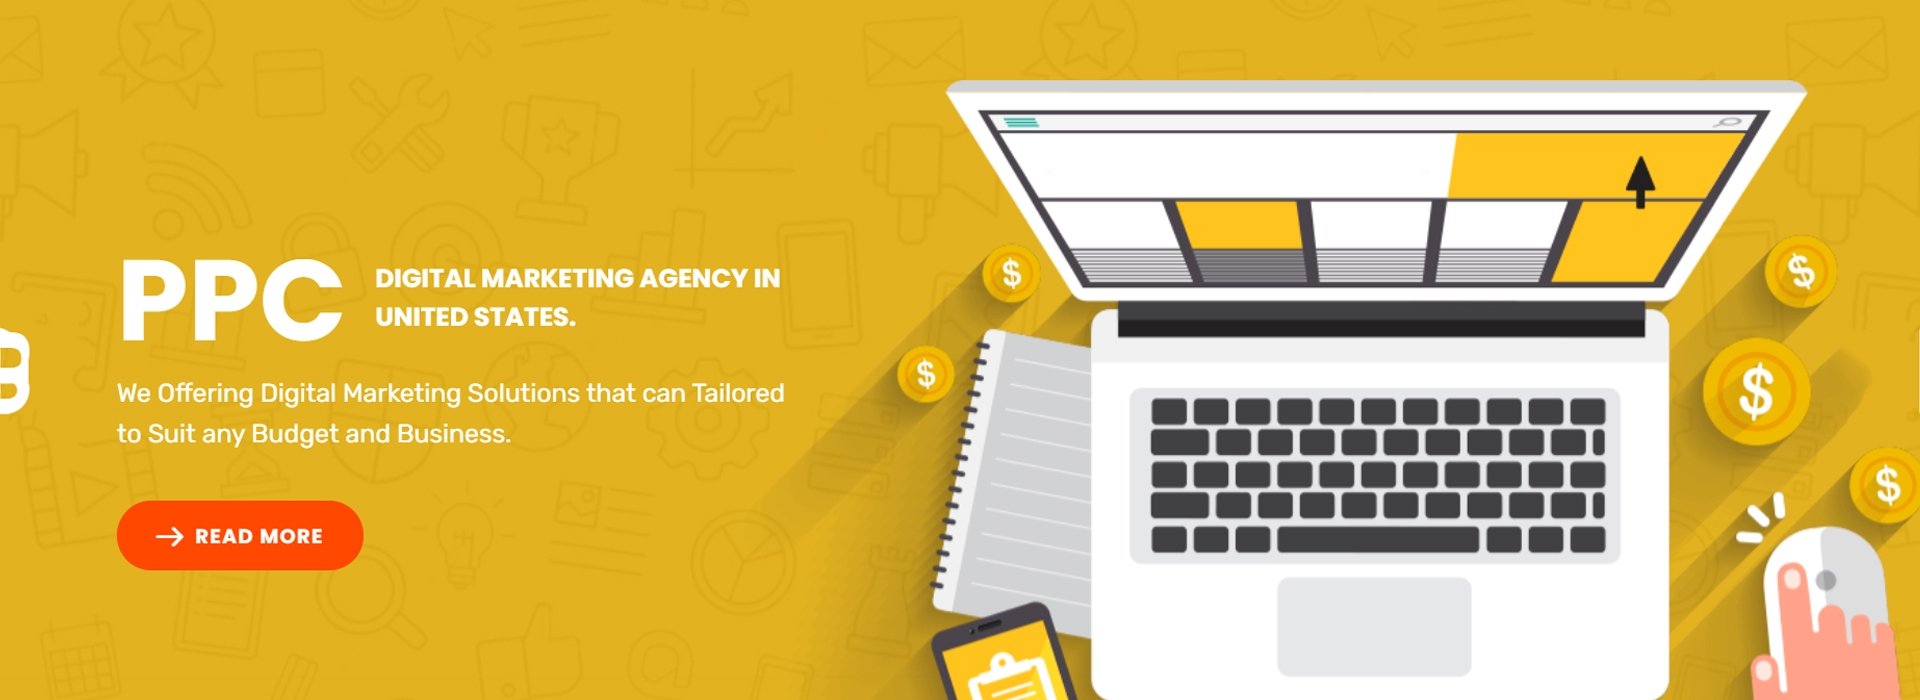 PPC
DIGITAL MARKETING AGENCY IN
UNITED STATES.
We Offering Digital Marketing Solutions that can Tailored
to Suit any Budget and Business.
READ MORE
$
$
$
$
$